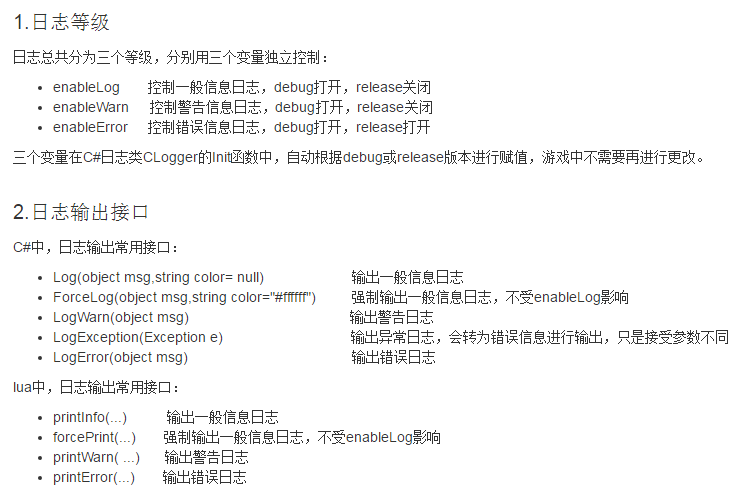 1.日志等级
日志总共分为三个等级，分别用三个变量独立控制：
enableLog 控制一般信息日志，debug打开，release关闭
enableWarn 控制警告信息日志，debug打开，release关闭
enableError 控制错误信息日志，debug打开，release打开
三个变量在C#日志类CLogger的Init函数中，自动根据debug或release版本进行赋值，游戏中不需要再进行更改。
2.日志输出接口
C#中，日志输出常用接口：
Log(object msg,string color= null) 输出一般信息日志
ForceLog(object msg,string color="#ffffff") 强制输出一般信息日志，不受enableLog影响
LogWarn(object msg) 输出警告日志
LogException(Exception e) 输出异常日志，会转为错误信息进行输出，只是接受参数不同
LogError(object msg) 输出错误日志
lua中，日志输出常用接口：
printInfo(...) 输出一般信息日志
forcePrint(...) 强制输出一般信息日志，不受enableLog影响
printWarn( ...) 输出警告日志
printError(...) 输出错误日志